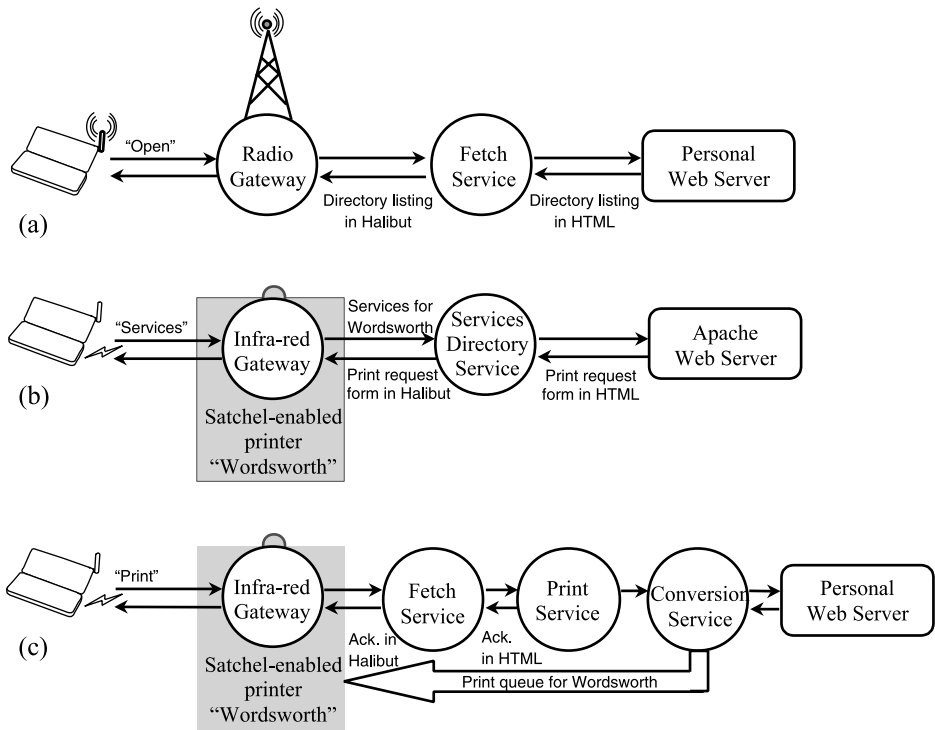 “Open”
Radio
Gateway
Directory listing
in Halibut
Fetch
Service
Directory listing
in HTML
Personal
Web Server
(a)
“Services”
Infra-red
Gateway
Services for
Wordsworth
Print request
form in Halibut
Services
Directory
Service
Print request
form in HTML
Apache
Web Server
Satchel-enabled
printer
“Wordsworth”
(b)
“Print”
Infra-red
Gateway
Fetch
Service
Print
Service
Conversion
Service
Personal
Web Server
Ack. in
Halibut
Ack.
in HTML
Print queue for Wordsworth
Satchel-enabled
printer
“Wordsworth”
(c)